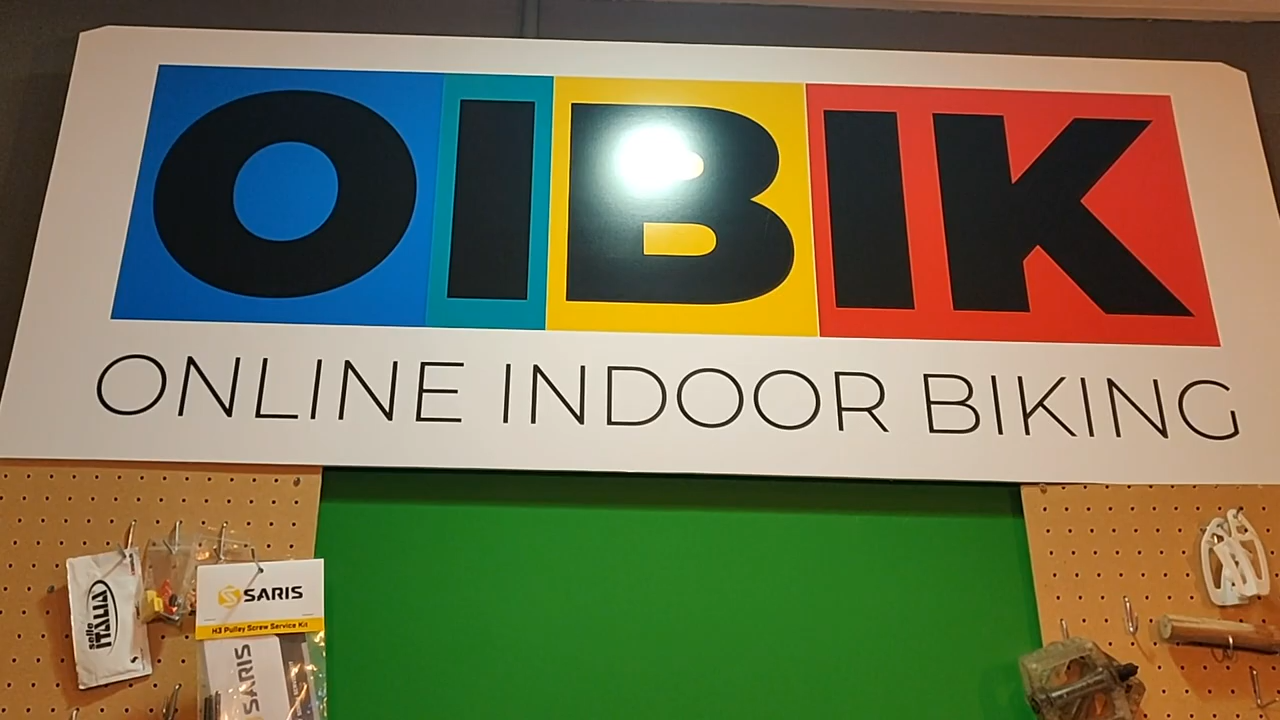 OIBIK
ONLINE INDOOR BIKING
selle
ITALIA
SARIS
H3 Pulley Screw Service Kit
SARIS